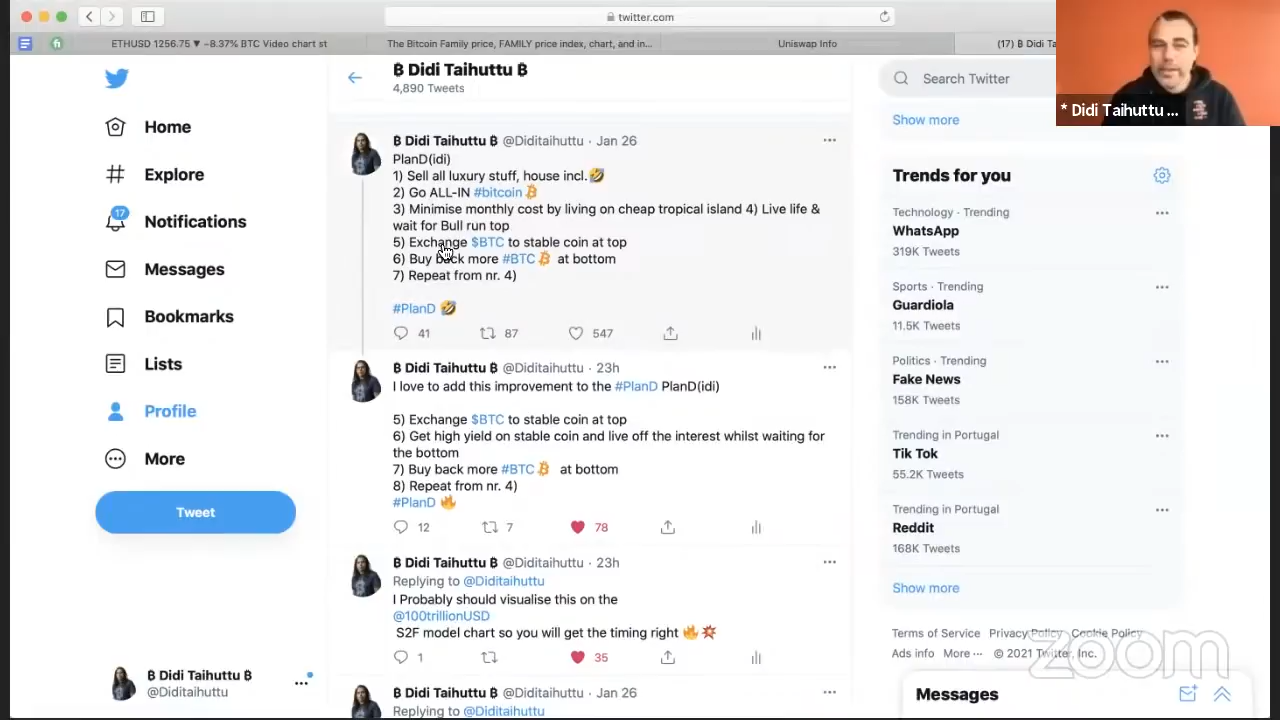 twitter.com
ETHUSD 1256.75 ▼ −8.37% BTC Video chart st
The Bitcoin Family price, FAMILY price index, chart, and in...
Uniswap Info
(17) ₿ Didi Ta
* Didi Taihuttu ...
Home
Explore
17
Notifications
Messages
Bookmarks
Lists
Profile
More
Tweet
₿ Didi Taihuttu ₿
@Diditaihuttu
₿ Didi Taihuttu ₿
4,890 Tweets
₿ Didi Taihuttu ₿ @Diditaihuttu · Jan 26
PlanD(idi)
1) Sell all luxury stuff, house incl.🤣
2) Go ALL-IN #bitcoin
3) Minimise monthly cost by living on cheap tropical island 4) Live life &
wait for Bull run top
5) Exchange $BTC to stable coin at top
6) Buy back more #BTC at bottom
7) Repeat from nr. 4)
#PlanD 🤣
41 87 547
₿ Didi Taihuttu ₿ @Diditaihuttu · 23h
I love to add this improvement to the #PlanD PlanD(idi)
5) Exchange $BTC to stable coin at top
6) Get high yield on stable coin and live off the interest whilst waiting for
the bottom
7) Buy back more #BTC at bottom
8) Repeat from nr. 4)
#PlanD 🔥
12 7 78
₿ Didi Taihuttu ₿ @Diditaihuttu · 23h
Replying to @Diditaihuttu
I Probably should visualise this on the
@100trillionUSD
S2F model chart so you will get the timing right 🔥💥
1 35
₿ Didi Taihuttu ₿ @Diditaihuttu · Jan 26
Replying to @Diditaihuttu
Search Twitter
Show more
Trends for you
Technology · Trending
WhatsApp
319K Tweets
Sports · Trending
Guardiola
11.5K Tweets
Politics · Trending
Fake News
158K Tweets
Trending in Portugal
Tik Tok
55.2K Tweets
Trending in Portugal
Reddit
168K Tweets
Show more
Terms of Service Privacy Policy Cookie Policy
Ads info More ··· © 2021 Twitter, Inc.
zoom
Messages